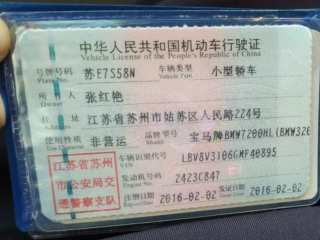 中华人民共和国机动车行驶证
Vehicle License of the People's Republic of China
号牌号码 苏E7S58N 车辆类型 小型轿车
Vehicle Type
所有人 张红艳
Owner
住址 江苏省苏州市姑苏区人民路224号
Address
使用性质 非营运 品牌型号 宝马牌BMW7200HL(BMW320
江苏省苏州
市公安局交
通警察支队
车辆识别代号 LBV8V3106GMF40895
发动机号码 2423C847
Engine No.
注册日期 2016-02-02 发证日期 2016-02-02
Register Date Issue Date